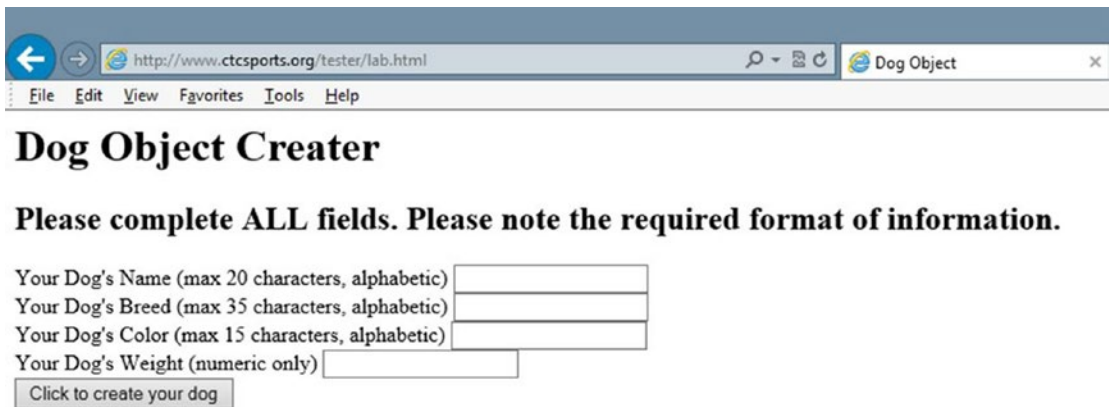 http://www.ctcsports.org/tester/lab.html Dog Object
File Edit View Favorites Tools Help
Dog Object Creater
Please complete ALL fields. Please note the required format of information.
Your Dog's Name (max 20 characters, alphabetic)
Your Dog's Breed (max 35 characters, alphabetic)
Your Dog's Color (max 15 characters, alphabetic)
Your Dog's Weight (numeric only)
Click to create your dog